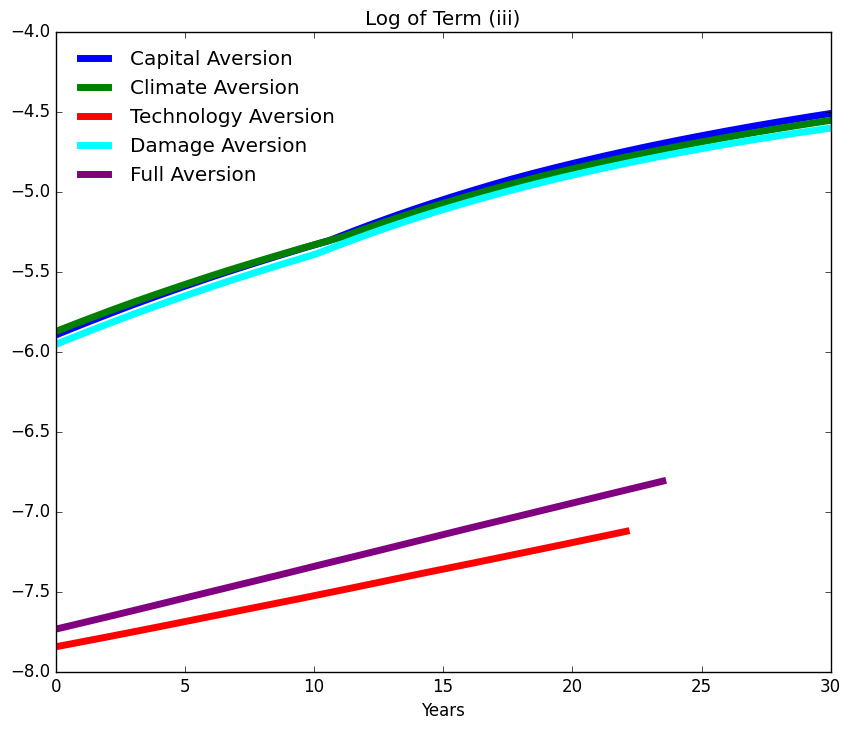 Log of Term (iii)
−4.0
−4.5
−5.0
−5.5
−6.0
−6.5
−7.0
−7.5
−8.0
Capital Aversion
Climate Aversion
Technology Aversion
Damage Aversion
Full Aversion
0 5 10 15 20 25 30
Years